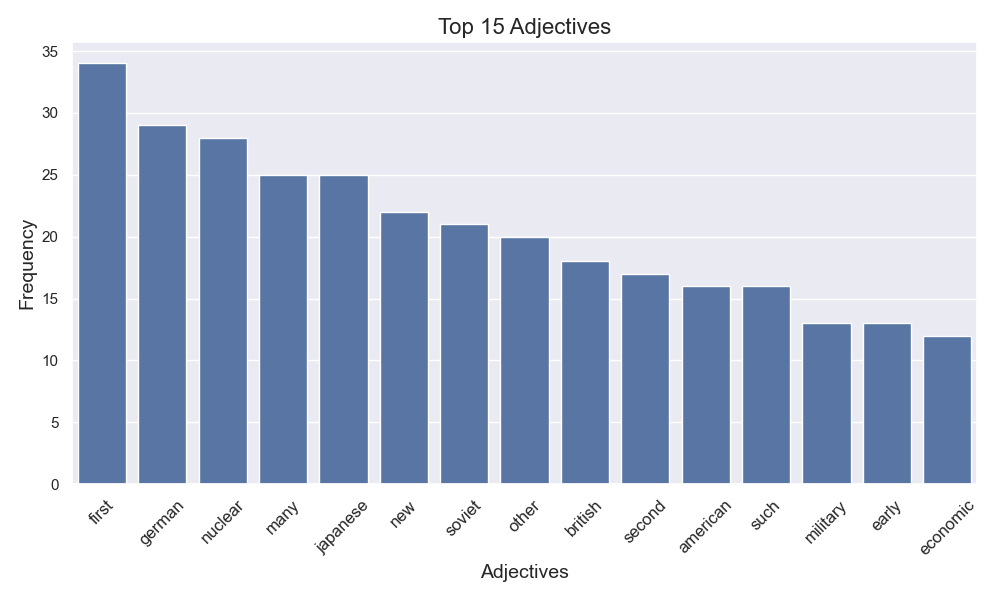 Top 15 Adjectives
Frequency
35
30
25
20
15
10
5
0
first
german
nuclear
many
japanese
new
soviet
other
british
second
american
such
military
early
economic
Adjectives